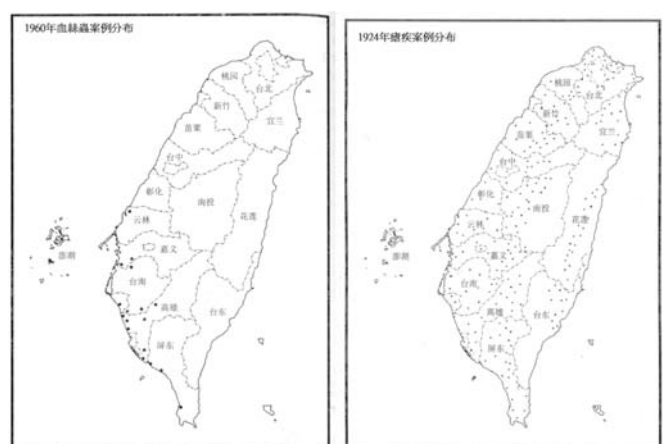 1960年血絲蟲案例分布
桃园
台北
新竹
宜兰
苗栗
台中
彰化
南投
花莲
云林
嘉义
澎湖
台南
高雄
台东
屏东
1924年瘧疾案例分布
桃园
台北
新竹
宜兰
苗栗
台中
彰化
南投
花莲
云林
嘉义
澎湖
台南
高雄
台东
屏东